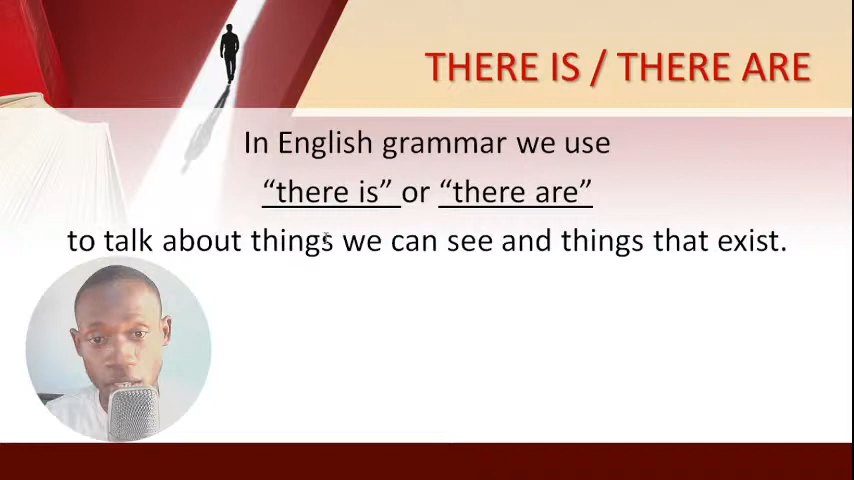 THERE IS / THERE ARE
In English grammar we use
“there is” or “there are”
to talk about things we can see and things that exist.